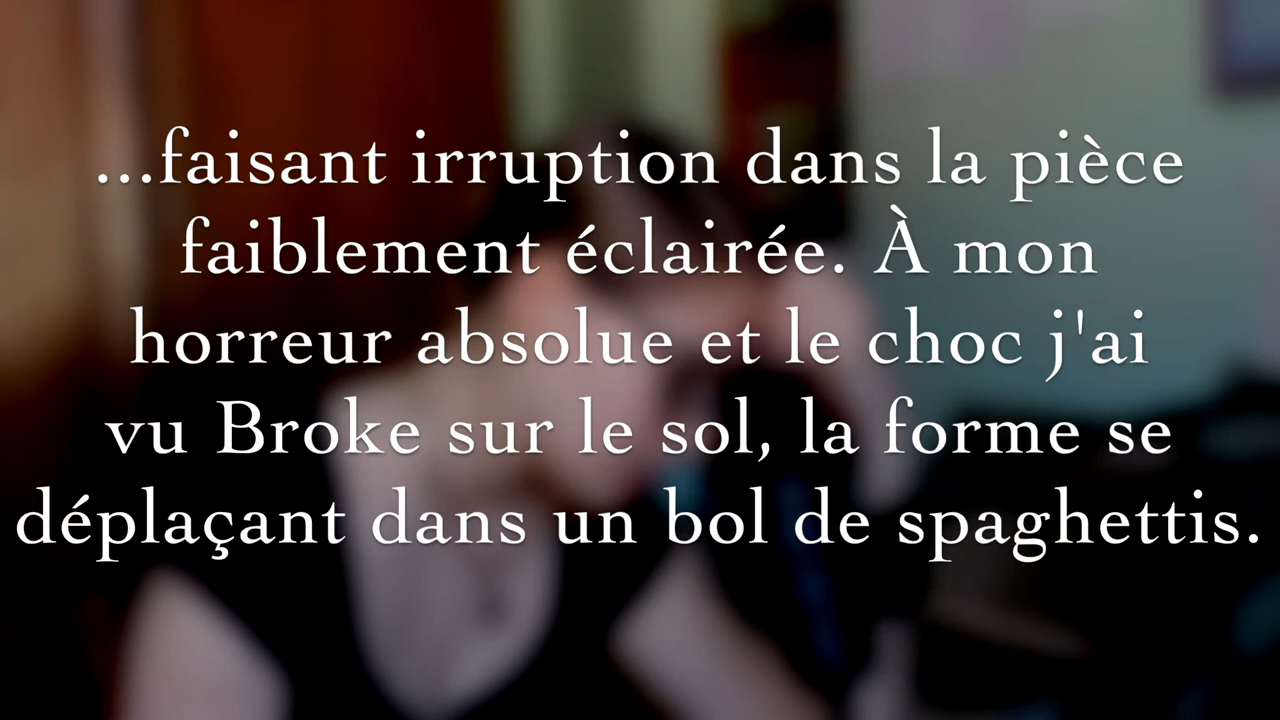 ...faisant irruption dans la pièce
faiblement éclairée. À mon
horreur absolue et le choc j'ai
vu Broke sur le sol, la forme se
déplaçant dans un bol de spaghettis.